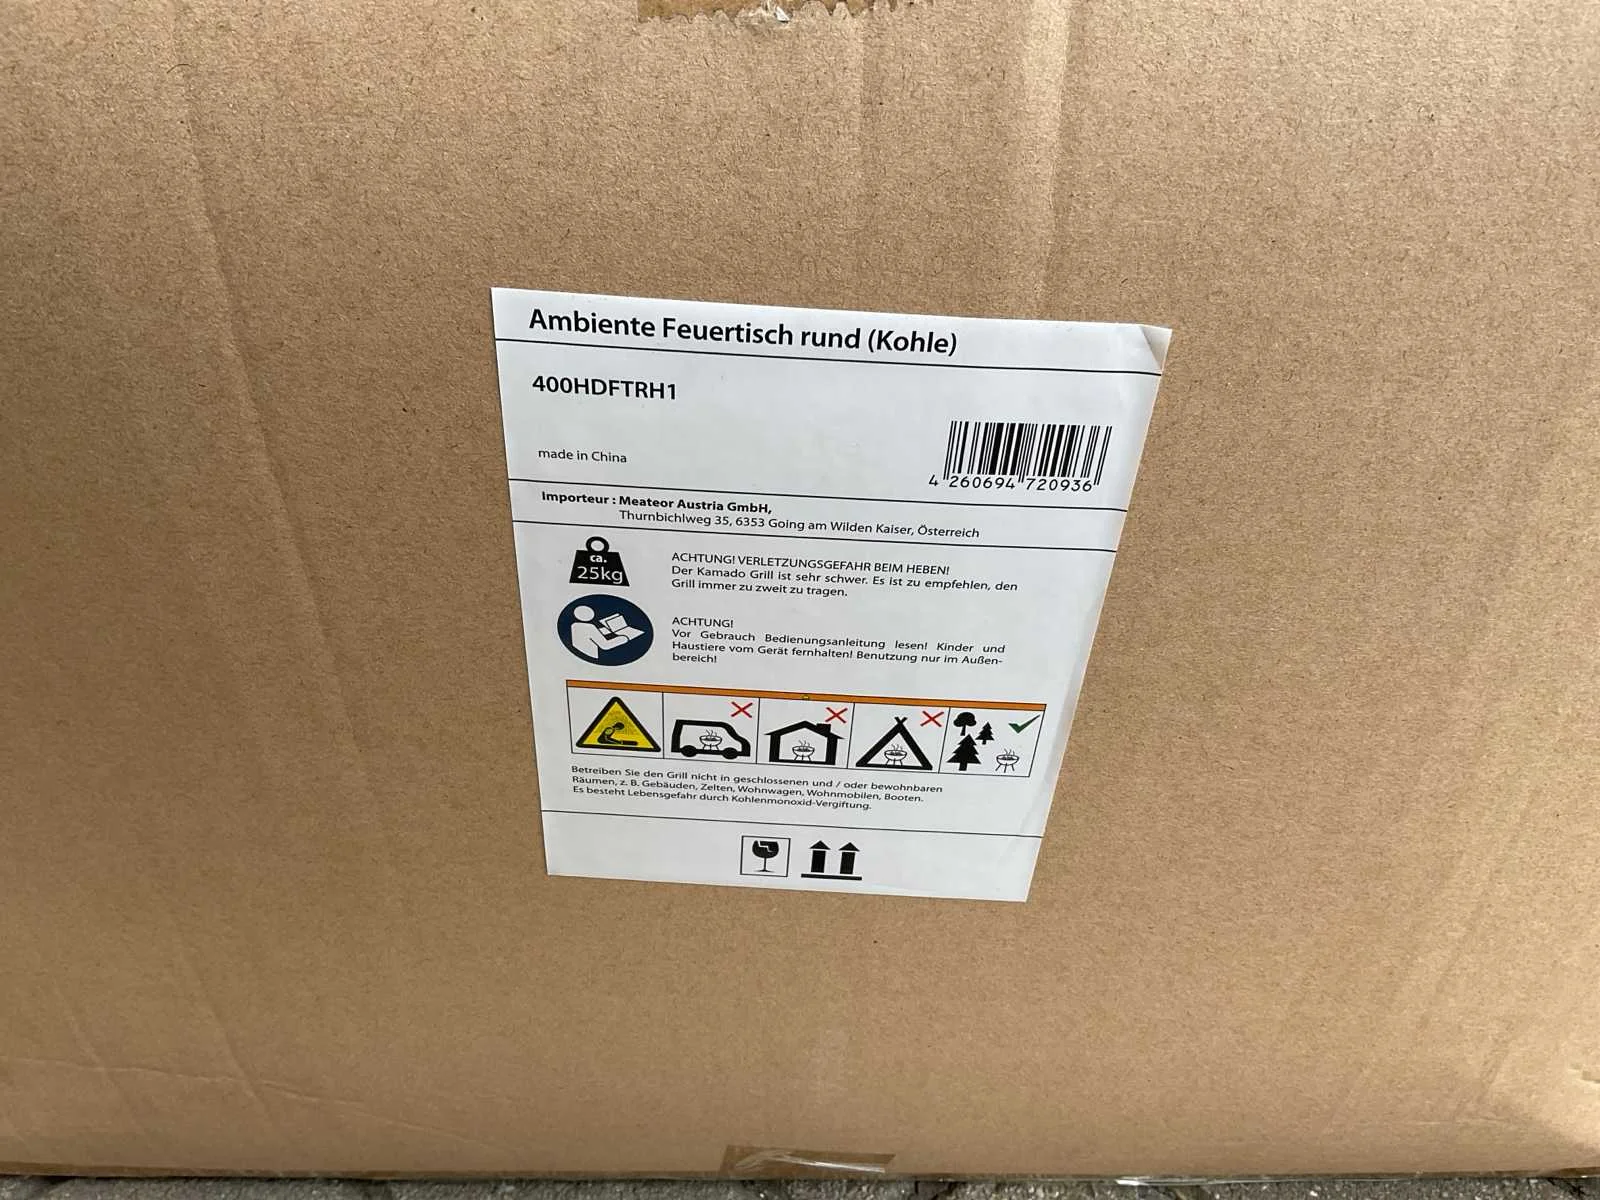 Ambiente Feuertisch rund (Kohle)
400HDFTRH1
made in China
4 260694 720936
Importeur : Meateor Austria GmbH,
Thurnbichlweg 35, 6353 Going am Wilden Kaiser, Österreich
ca.
25kg
ACHTUNG! VERLETZUNGSGEFAHR BEIM HEBEN!
Der Kamado Grill ist sehr schwer. Es ist zu empfehlen, den
Grill immer zu zweit zu tragen.
ACHTUNG!
Vor Gebrauch Bedienungsanleitung lesen! Kinder und
Haustiere vom Gerät fernhalten! Benutzung nur im Außen-
bereich!
Betreiben Sie den Grill nicht in geschlossenen und / oder bewohnbaren
Räumen, z. B. Gebäuden, Zelten, Wohnwagen, Wohnmobilen, Booten.
Es besteht Lebensgefahr durch Kohlenmonoxid-Vergiftung.